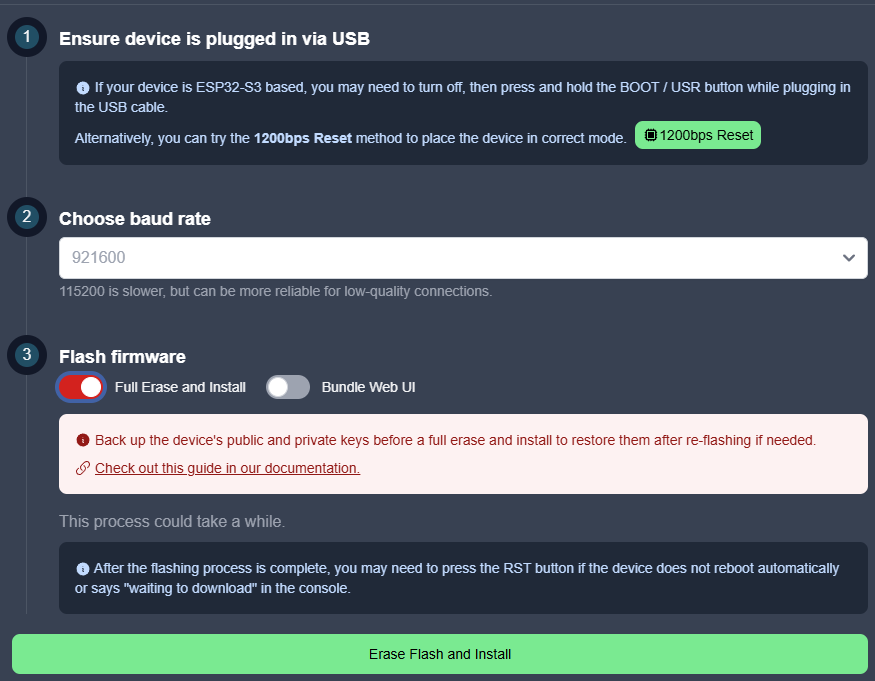 1
Ensure device is plugged in via USB
If your device is ESP32-S3 based, you may need to turn off, then press and hold the BOOT / USR button while plugging in
the USB cable.
Alternatively, you can try the 1200bps Reset method to place the device in correct mode. 1200bps Reset
2
Choose baud rate
921600
115200 is slower, but can be more reliable for low-quality connections.
3
Flash firmware
Full Erase and Install Bundle Web UI
Back up the device's public and private keys before a full erase and install to restore them after re-flashing if needed.
Check out this guide in our documentation.
This process could take a while.
After the flashing process is complete, you may need to press the RST button if the device does not reboot automatically
or says "waiting to download" in the console.
Erase Flash and Install